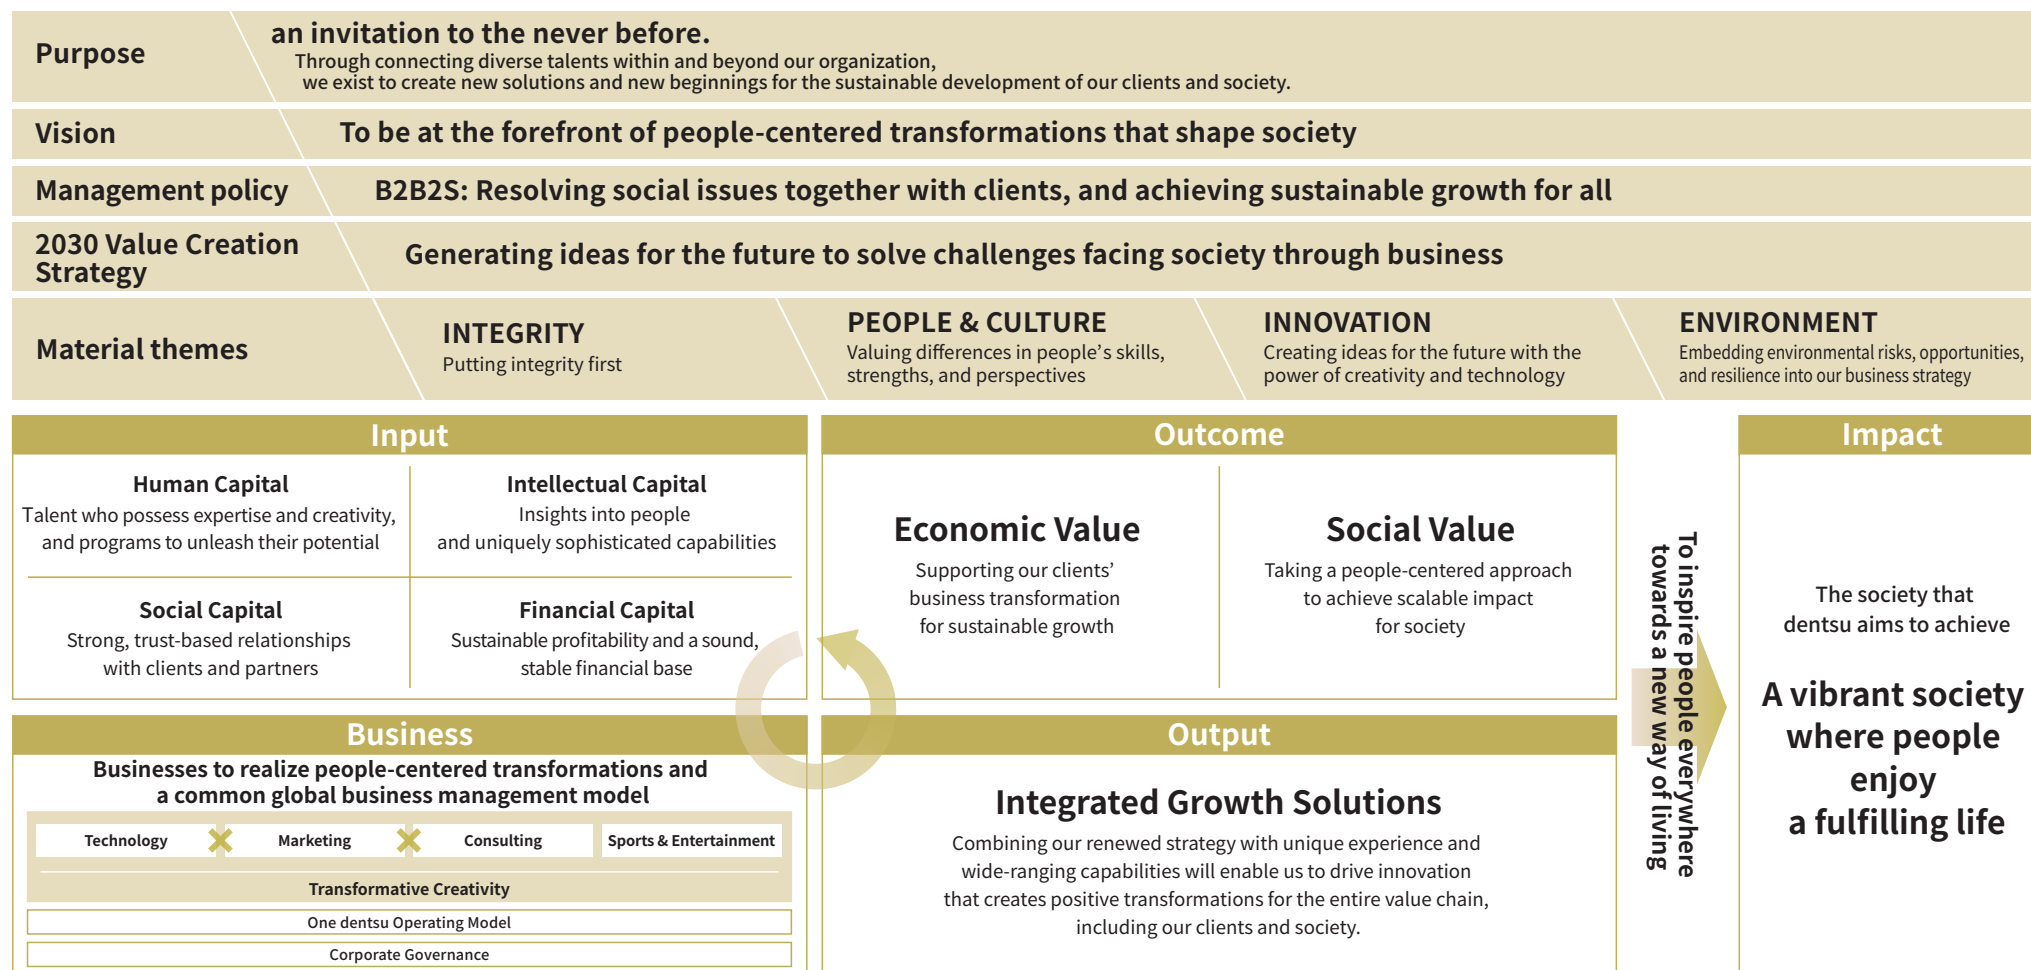 Purpose
an invitation to the never before.
Through connecting diverse talents within and beyond our organization,
we exist to create new solutions and new beginnings for the sustainable development of our clients and society.
Vision
To be at the forefront of people-centered transformations that shape society
Management policy
B2B2S: Resolving social issues together with clients, and achieving sustainable growth for all
2030 Value Creation
Strategy
Generating ideas for the future to solve challenges facing society through business
Material themes
INTEGRITY
Putting integrity first
PEOPLE & CULTURE
Valuing differences in people's skills,
strengths, and perspectives
INNOVATION
Creating ideas for the future with the
power of creativity and technology
ENVIRONMENT
Embedding environmental risks, opportunities,
and resilience into our business strategy
Input
Human Capital
Talent who possess expertise and creativity,
and programs to unleash their potential
Intellectual Capital
Insights into people
and uniquely sophisticated capabilities
Social Capital
Strong, trust-based relationships
with clients and partners
Financial Capital
Sustainable profitability and a sound,
stable financial base
Business
Businesses to realize people-centered transformations and
a common global business management model
Technology
Marketing
Consulting
Sports & Entertainment
Transformative Creativity
One dentsu Operating Model
Corporate Governance
Outcome
Economic Value
Supporting our clients'
business transformation
for sustainable growth
Social Value
Taking a people-centered approach
to achieve scalable impact
for society
Output
Integrated Growth Solutions
Combining our renewed strategy with unique experience and
wide-ranging capabilities will enable us to drive innovation
that creates positive transformations for the entire value chain,
including our clients and society.
To inspire people everywhere
towards a new way of living
Impact
The society that
dentsu aims to achieve
A vibrant society
where people
enjoy
a fulfilling life